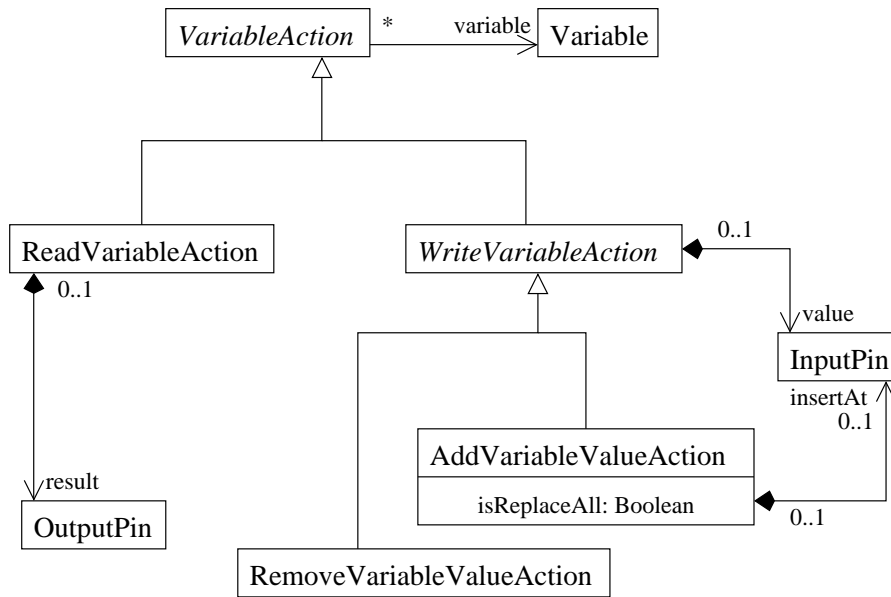 VariableAction
*
variable
Variable
ReadVariableAction
0..1
WriteVariableAction
0..1
value
InputPin
insertAt
0..1
AddVariableValueAction
isReplaceAll: Boolean
0..1
result
OutputPin
RemoveVariableValueAction